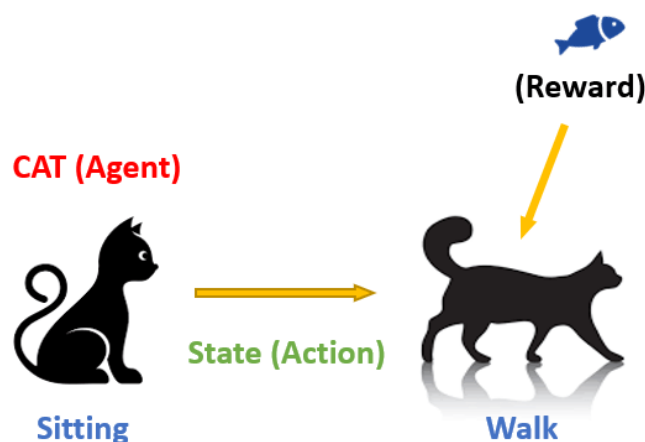 (Reward)
CAT (Agent)
State (Action)
Sitting
Walk